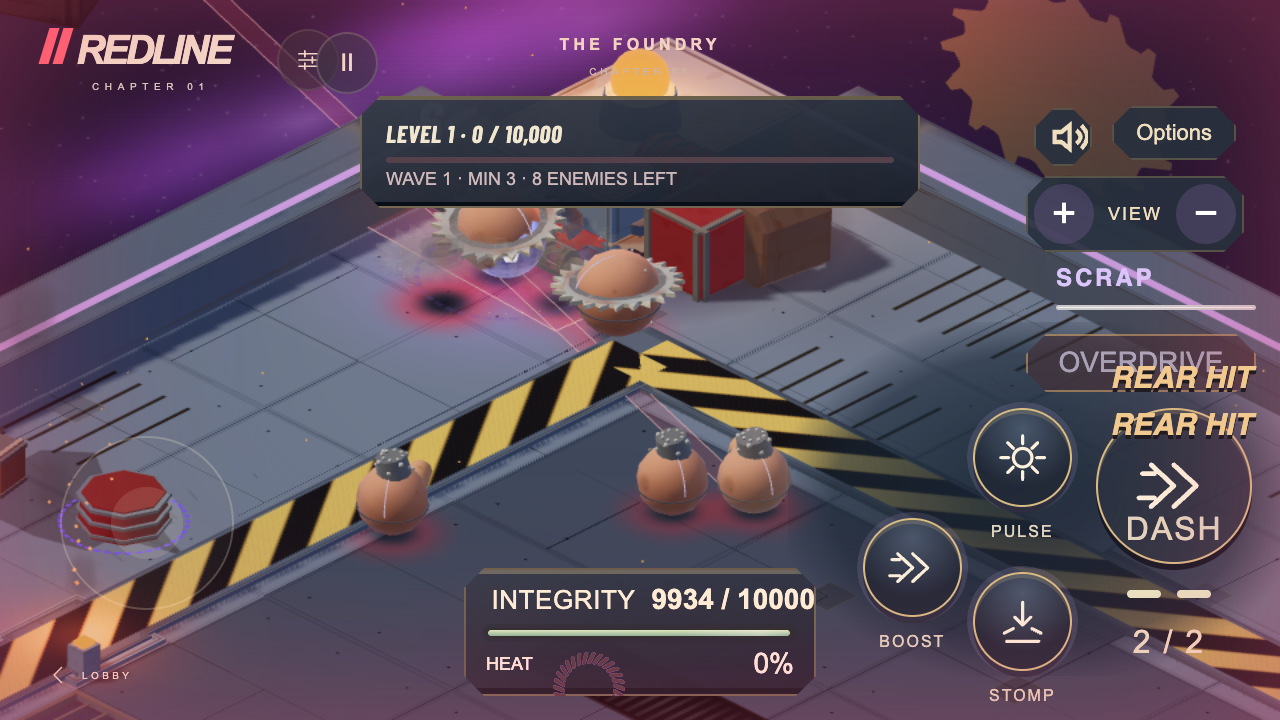 REDLINE
CHAPTER 01
THE FOUNDRY
LEVEL 1 · 0 / 10,000
WAVE 1 · MIN 3 · 8 ENEMIES LEFT
Options
+ VIEW −
SCRAP
OVERDRIVE
REAR HIT
REAR HIT
DASH
PULSE
BOOST
STOMP
2 / 2
INTEGRITY 9934 / 10000
HEAT 0%
LOBBY